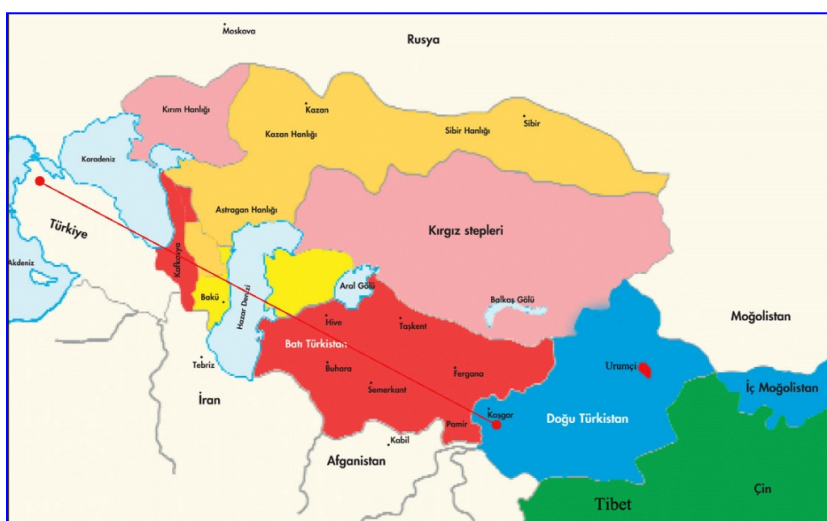 Moskova
Rusya
Kırım Hanlığı
Kazan
Kazan Hanlığı
Sibir Hanlığı
Sibir
Karadeniz
Astragan Hanlığı
Türkiye
Kırgız stepleri
Akdeniz
Kafkasya
Bakü
Hazar Denizi
Aral Gölü
Balkaş Gölü
Moğolistan
Hive
Taşkent
Batı Türkistan
Tebriz
Buhara
Fergana
Urumçi
Semerkant
İç Moğolistan
İran
Kaşgar
Doğu Türkistan
Pamir
Kabil
Afganistan
Çin
Tibet